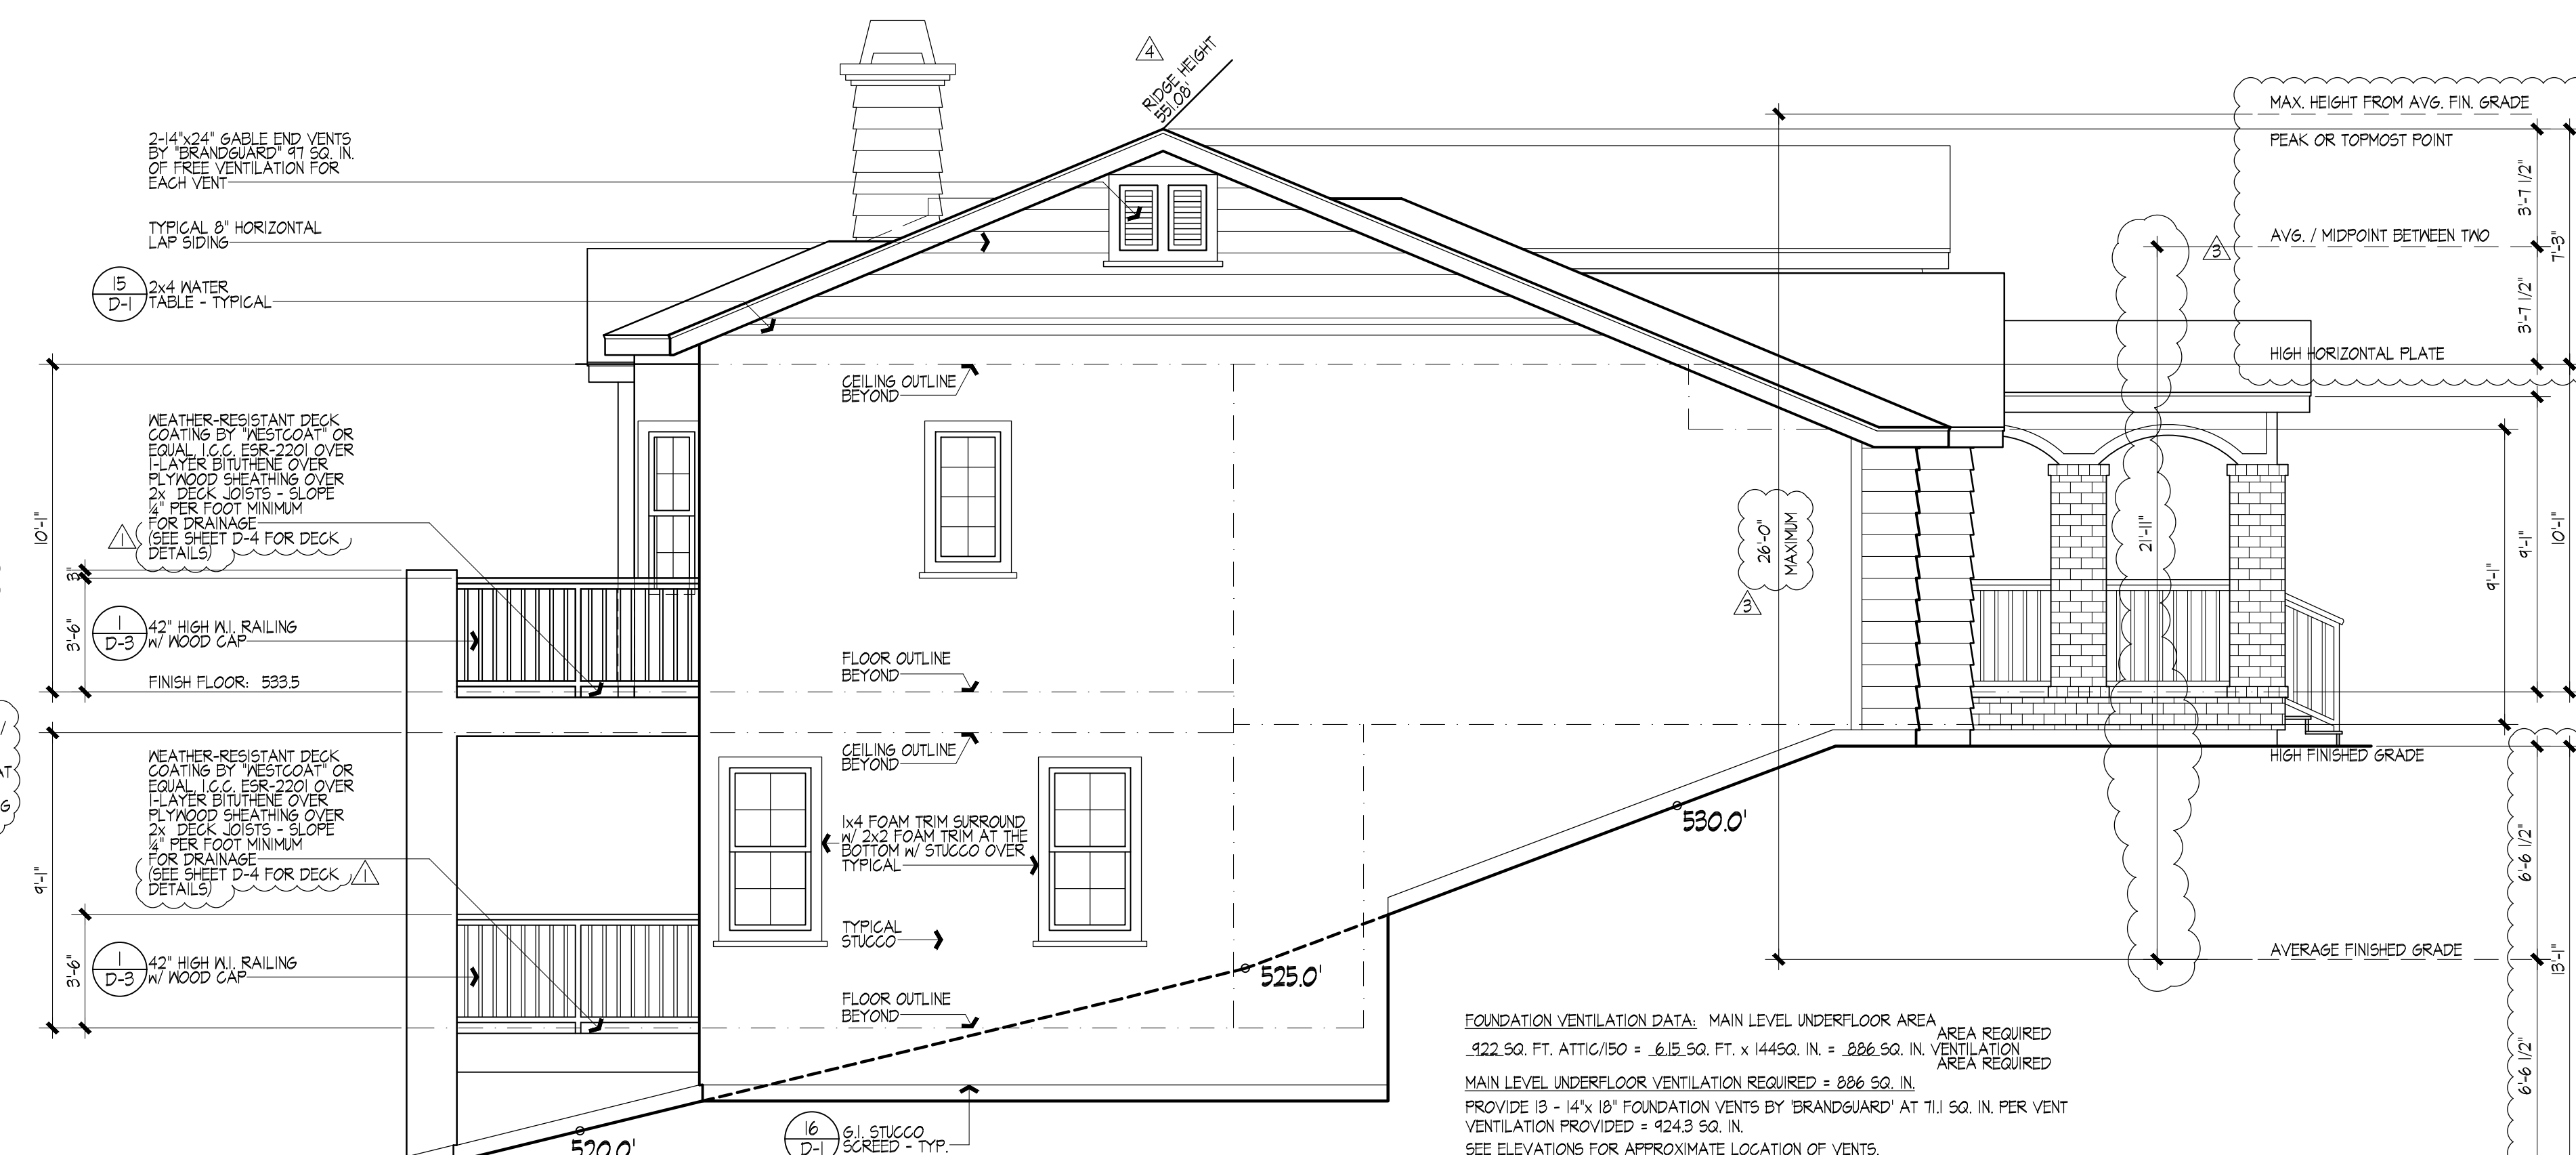 4
RIDGE HEIGHT
551.08'
2-14"x24" GABLE END VENTS
BY "BRANDGUARD" 97 SQ. IN.
OF FREE VENTILATION FOR
EACH VENT
TYPICAL 8" HORIZONTAL
LAP SIDING
15
D-1
2x4 WATER
TABLE - TYPICAL
MAX. HEIGHT FROM AVG. FIN. GRADE
PEAK OR TOPMOST POINT
3'-7 1/2"
AVG. / MIDPOINT BETWEEN TWO
3
7'-3"
3'-7 1/2"
HIGH HORIZONTAL PLATE
CEILING OUTLINE
BEYOND
WEATHER-RESISTANT DECK
COATING BY "WESTCOAT" OR
EQUAL, I.C.C. ESR-2201 OVER
1-LAYER BITUTHENE OVER
PLYWOOD SHEATHING OVER
2x DECK JOISTS - SLOPE
¼" PER FOOT MINIMUM
FOR DRAINAGE
(SEE SHEET D-4 FOR DECK
DETAILS)
1
10'-1"
3"
3'-6"
1
D-3
42" HIGH W.I. RAILING
w/ WOOD CAP
FINISH FLOOR: 533.5
FLOOR OUTLINE
BEYOND
26'-0"
MAXIMUM
3
21'-11"
9'-1"
9'-1"
10'-1"
CEILING OUTLINE
BEYOND
WEATHER-RESISTANT DECK
COATING BY "WESTCOAT" OR
EQUAL, I.C.C. ESR-2201 OVER
1-LAYER BITUTHENE OVER
PLYWOOD SHEATHING OVER
2x DECK JOISTS - SLOPE
¼" PER FOOT MINIMUM
FOR DRAINAGE
(SEE SHEET D-4 FOR DECK
DETAILS)
1
9'-1"
3'-6"
1
D-3
42" HIGH W.I. RAILING
w/ WOOD CAP
1x4 FOAM TRIM SURROUND
w/ 2x2 FOAM TRIM AT THE
BOTTOM w/ STUCCO OVER
TYPICAL
TYPICAL
STUCCO
FLOOR OUTLINE
BEYOND
HIGH FINISHED GRADE
530.0'
525.0'
520.0'
6'-6 1/2"
AVERAGE FINISHED GRADE
13'-1"
6'-6 1/2"
16
D-1
G.I. STUCCO
SCREED - TYP.
FOUNDATION VENTILATION DATA: MAIN LEVEL UNDERFLOOR AREA
AREA REQUIRED
922 SQ. FT. ATTIC/150 = 6.15 SQ. FT. x 144SQ. IN. = 886 SQ. IN. VENTILATION
AREA REQUIRED
MAIN LEVEL UNDERFLOOR VENTILATION REQUIRED = 886 SQ. IN.
PROVIDE 13 - 14"x 18" FOUNDATION VENTS BY 'BRANDGUARD' AT 71.1 SQ. IN. PER VENT
VENTILATION PROVIDED = 924.3 SQ. IN.
SEE ELEVATIONS FOR APPROXIMATE LOCATION OF VENTS.